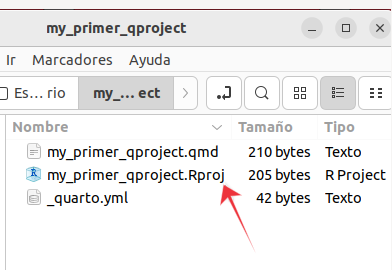 my_primer_qproject
Ir Marcadores Ayuda
Es… rio my_… ect
Nombre Tamaño Tipo
my_primer_qproject.qmd 210 bytes Texto
my_primer_qproject.Rproj 205 bytes R Project
_quarto.yml 42 bytes Texto